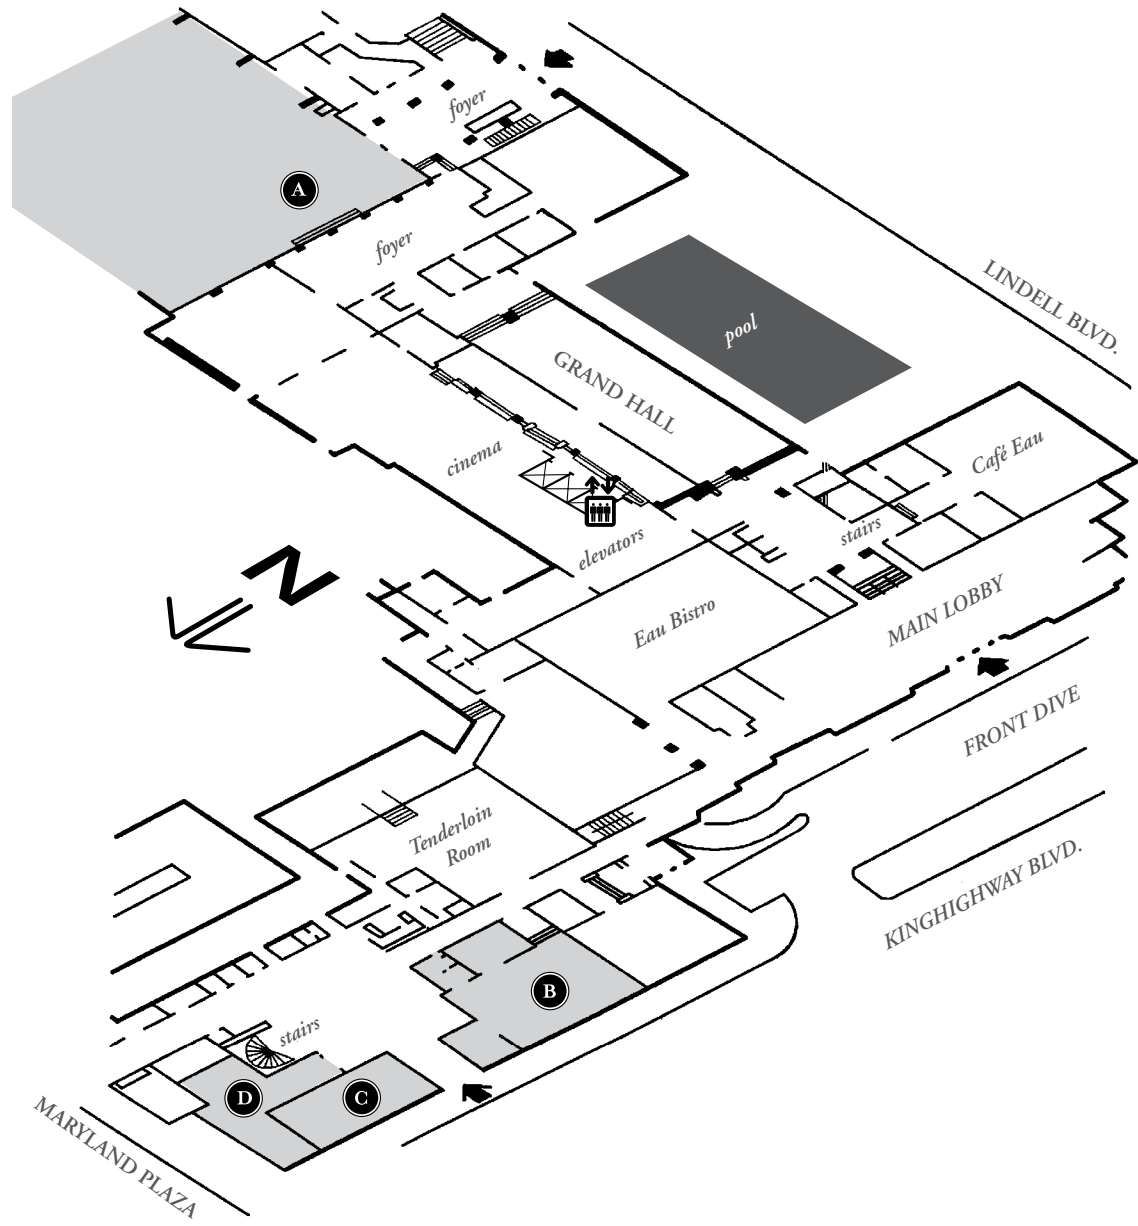 foyer
A
foyer
LINDELL BLVD.
pool
GRAND HALL
cinema
Café Eau
stairs
elevators
N
Eau Bistro
MAIN LOBBY
FRONT DIVE
Tenderloin
Room
KINGHIGHWAY BLVD.
B
stairs
D
C
MARYLAND PLAZA